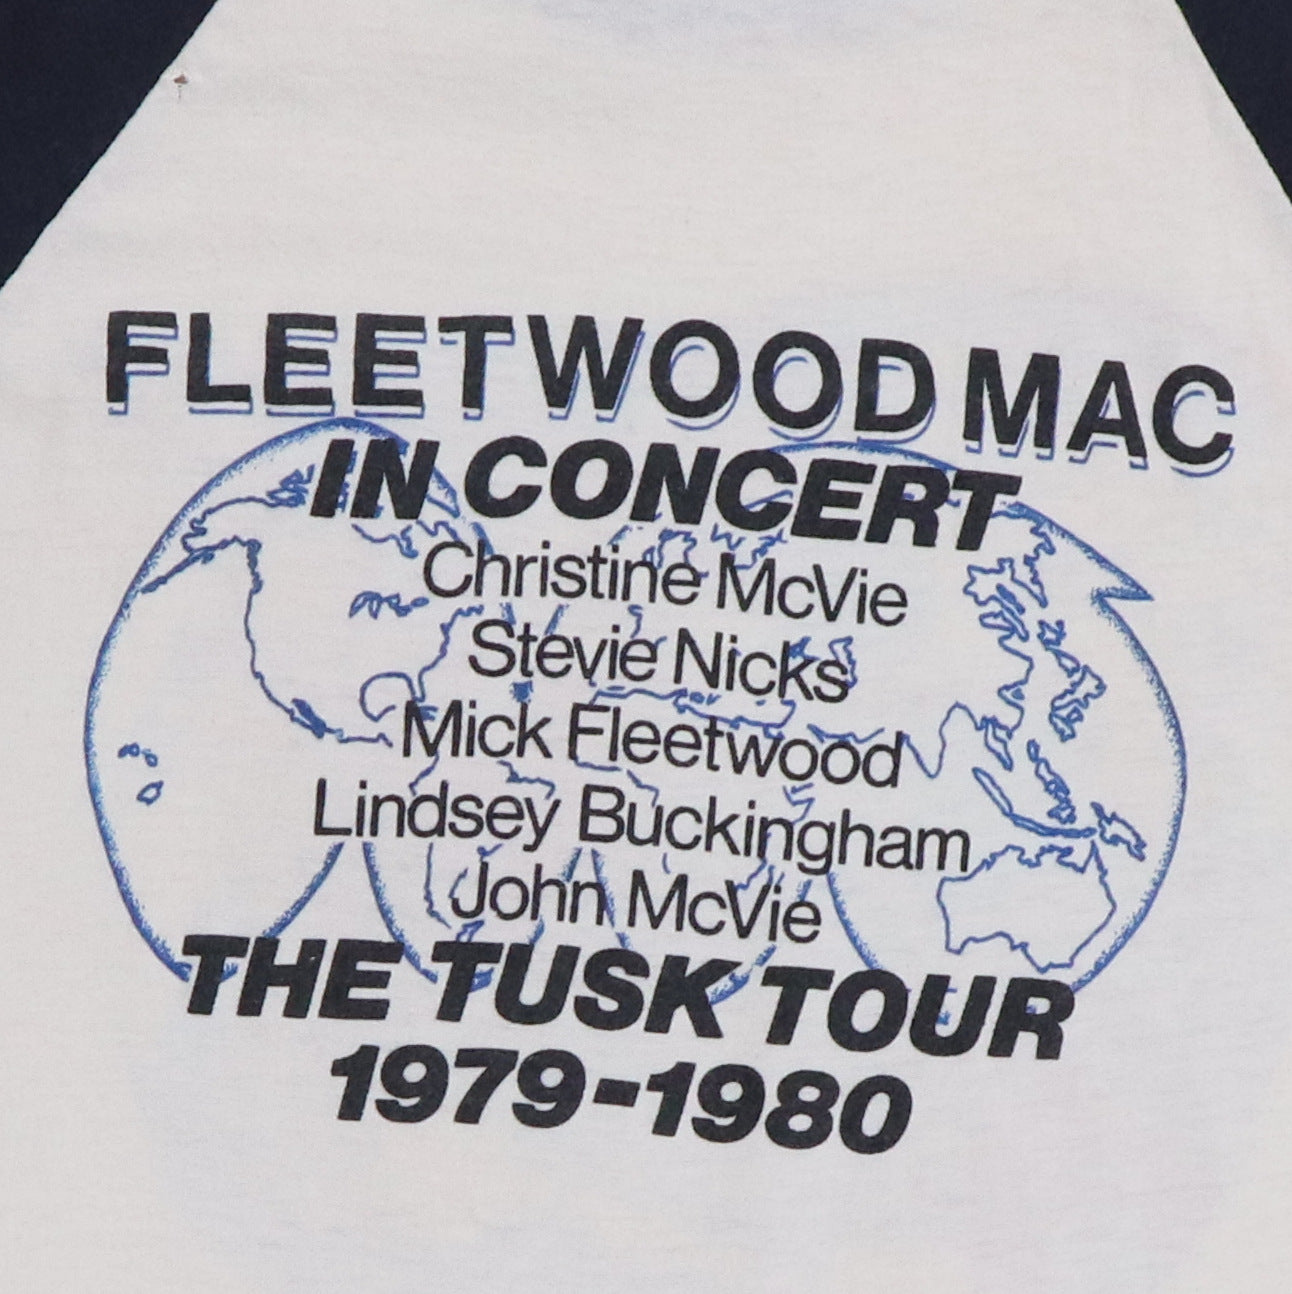 FLEETWOOD MAC
IN CONCERT
Christine McVie
Stevie Nicks
Mick Fleetwood
Lindsey Buckingham
John McVie
THE TUSK TOUR
1979-1980